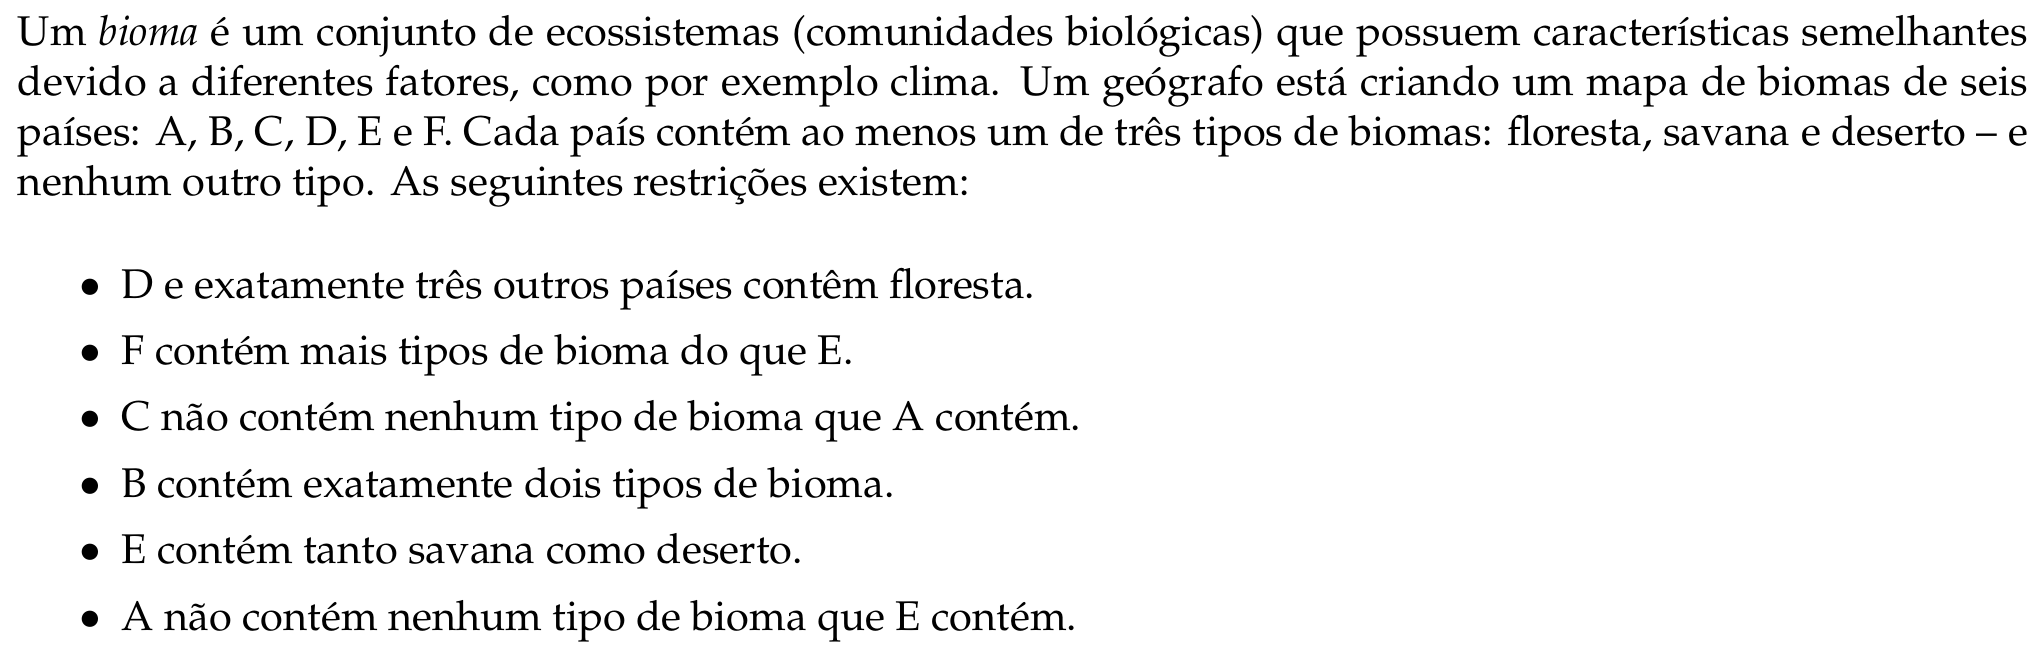 Um bioma é um conjunto de ecossistemas (comunidades biológicas) que possuem características semelhantes
devido a diferentes fatores, como por exemplo clima. Um geógrafo está criando um mapa de biomas de seis
países: A, B, C, D, E e F. Cada país contém ao menos um de três tipos de biomas: floresta, savana e deserto – e
nenhum outro tipo. As seguintes restrições existem:
• D e exatamente três outros países contêm floresta.
• F contém mais tipos de bioma do que E.
• C não contém nenhum tipo de bioma que A contém.
• B contém exatamente dois tipos de bioma.
• E contém tanto savana como deserto.
• A não contém nenhum tipo de bioma que E contém.